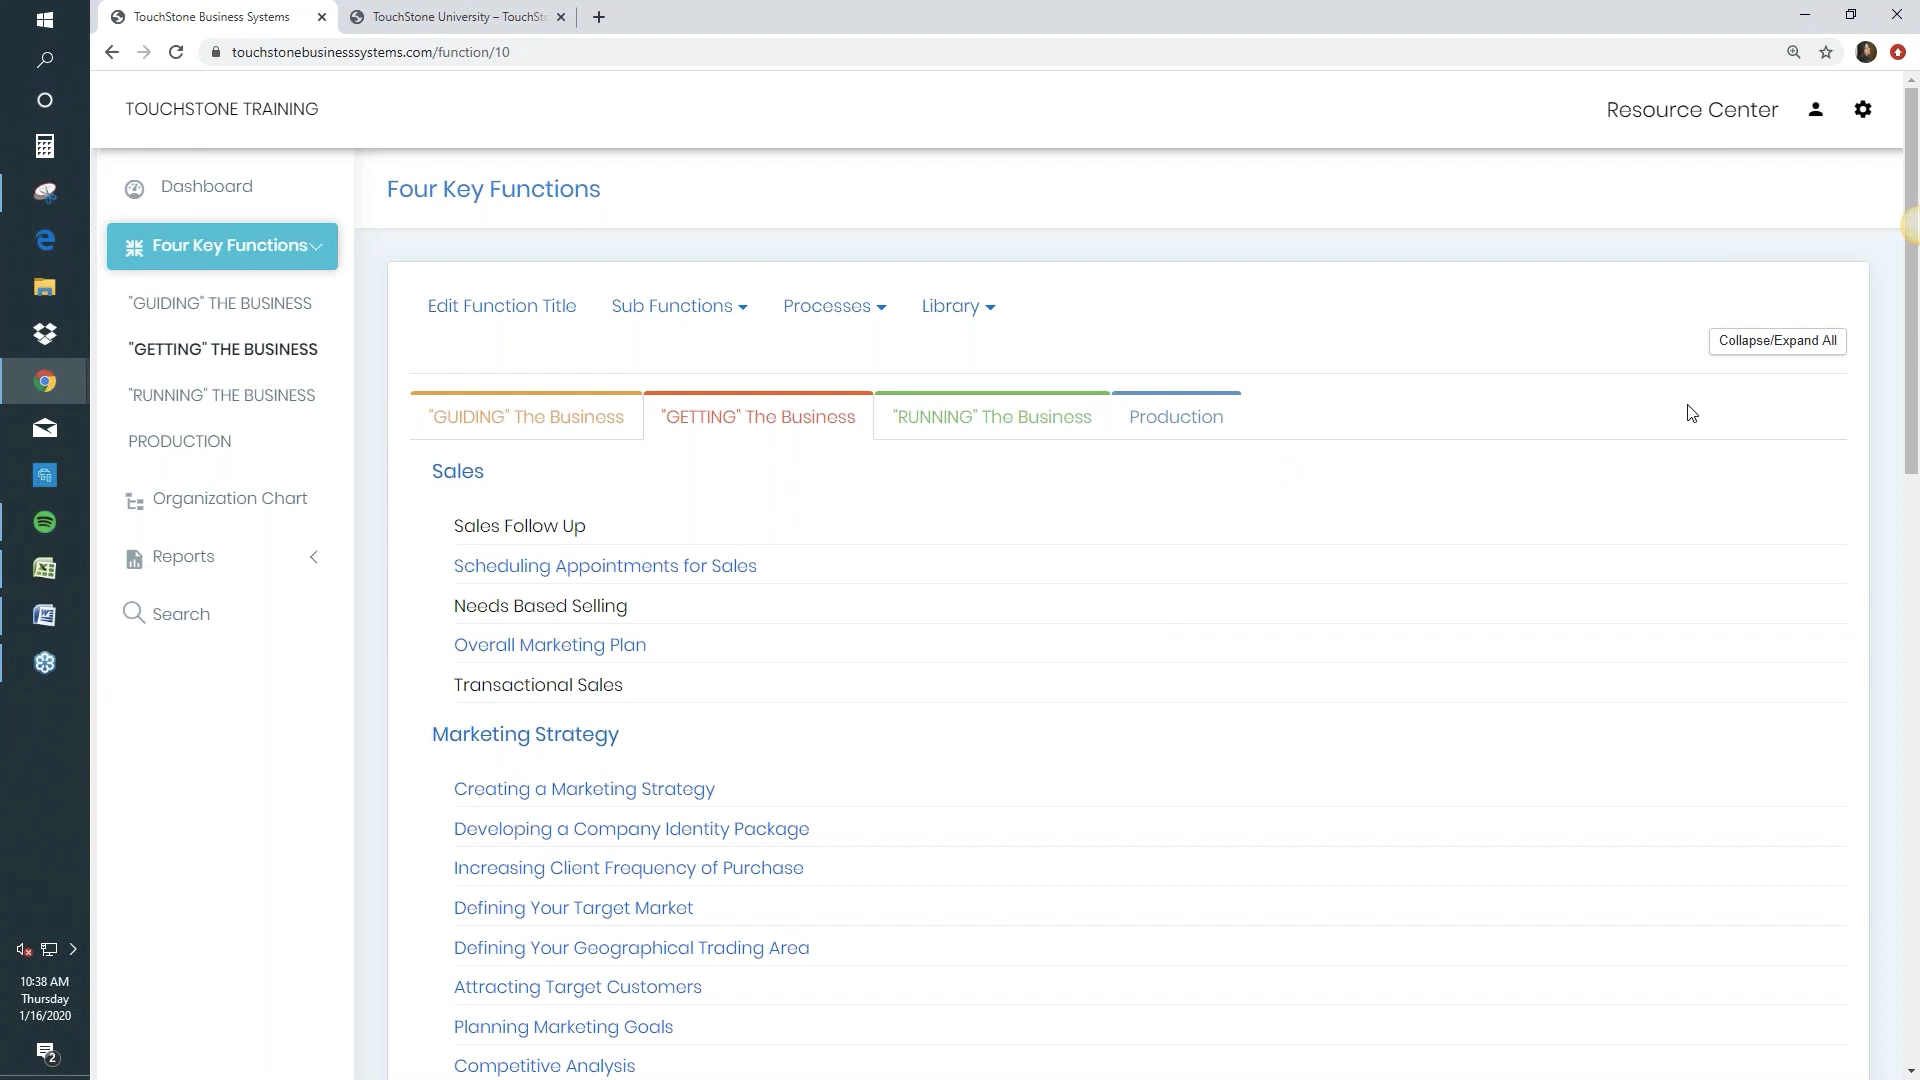 TouchStone Business Systems
TouchStone University – TouchSto
touchstonebusinesssystems.com/function/10
TOUCHSTONE TRAINING
Resource Center
Dashboard
Four Key Functions
"GUIDING" THE BUSINESS
"GETTING" THE BUSINESS
"RUNNING" THE BUSINESS
PRODUCTION
Organization Chart
Reports
Search
Four Key Functions
Edit Function Title
Sub Functions
Processes
Library
Collapse/Expand All
"GUIDING" The Business
"GETTING" The Business
"RUNNING" The Business
Production
Sales
Sales Follow Up
Scheduling Appointments for Sales
Needs Based Selling
Overall Marketing Plan
Transactional Sales
Marketing Strategy
Creating a Marketing Strategy
Developing a Company Identity Package
Increasing Client Frequency of Purchase
Defining Your Target Market
Defining Your Geographical Trading Area
Attracting Target Customers
Planning Marketing Goals
Competitive Analysis
10:38 AM
Thursday
1/16/2020
2